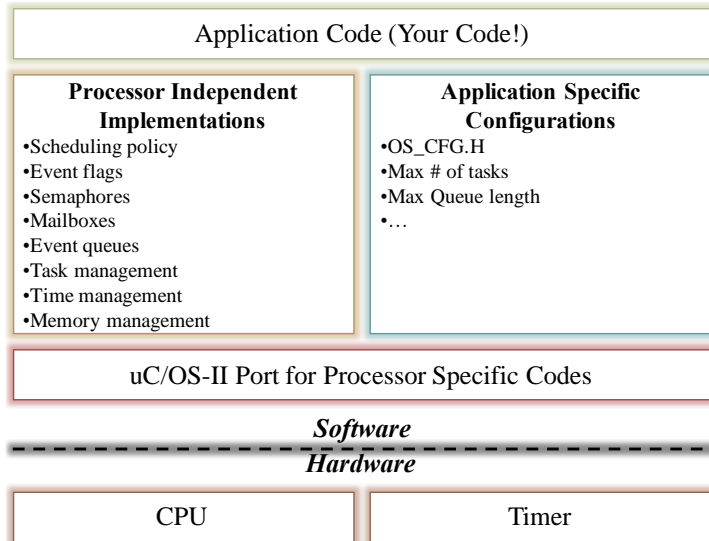 Application Code (Your Code!)
Processor Independent
Implementations
•Scheduling policy
•Event flags
•Semaphores
•Mailboxes
•Event queues
•Task management
•Time management
•Memory management
Application Specific
Configurations
•OS_CFG.H
•Max # of tasks
•Max Queue length
•…
uC/OS-II Port for Processor Specific Codes
Software
Hardware
CPU
Timer